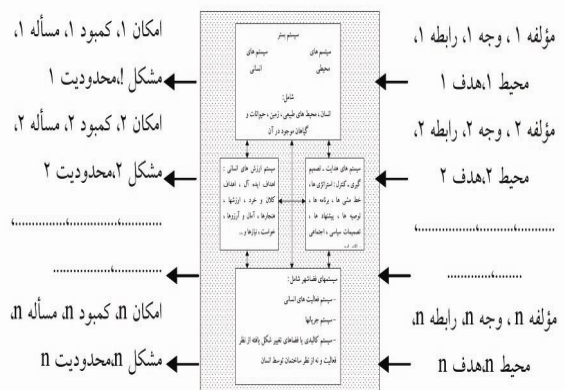 مؤلفه ۱ ، وجه ۱، رابطه ۱،
محیط ۱،هدف ۱
مؤلفه ۲ ، وجه ۲، رابطه ۲،
محیط ۲،هدف ۲
..............،..............،..............،
..........،........
مؤلفه n ، وجه n، رابطه n،
محیط n،هدف n
سیستم بستر
سیستم های
محیطی
سیستم های
انسانی
شامل:
انسان ، محیط های طبیعی ، زمین ، حیوانات و
گیاهان موجود در آن
سیستم های هدایت ـ تصمیم
گیری ـ کنترل : استراتژی ها ،
خط مشی ها ، برنامه ها ،
توصیه ها ، پیشنهاد ها ،
تصمیمات سیاسی ، اجتماعی
سیستم ارزش های انسانی :
اهداف ایده آل ، اهداف
کلان و خرد ، ارزشها ،
هنجارها ، آمال و آرزوها ،
خواست ، نیازها و ...
سیستمهای فضا/شهر شامل :
- سیستم فعالیت های انسانی
- سیستم جریانها
- سیستم کالبدی یا فضاهای تغییر شکل یافته از نظر
فعالیت و نه از نظر ساختمان توسط انسان
امکان ۱، کمبود ۱، مسأله ۱،
مشکل !،محدودیت ۱
امکان ۲، کمبود ۲، مسأله ۲،
مشکل ۲،محدودیت ۲
..............،..............،..............،
............،............
امکان n، کمبود n، مسأله n،
مشکل n،محدودیت n